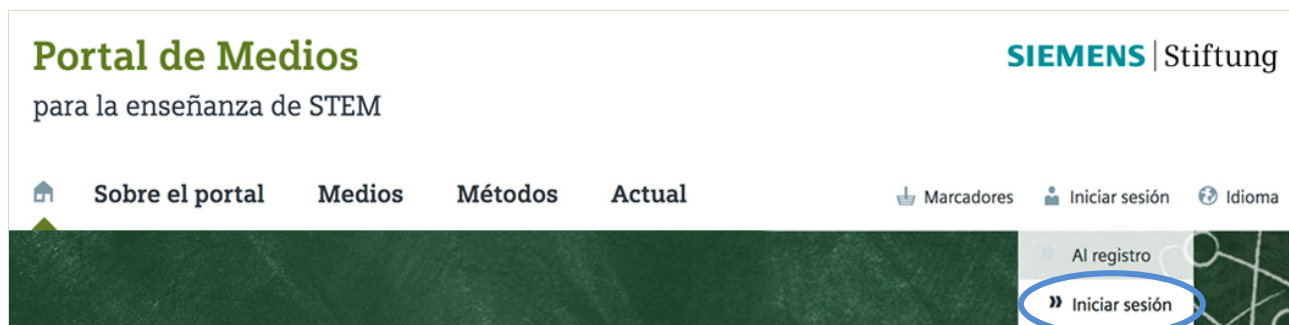 Portal de Medios
SIEMENS | Stiftung
para la enseñanza de STEM
Sobre el portal Medios Métodos Actual Marcadores Iniciar sesión Idioma
» Al registro
» Iniciar sesión